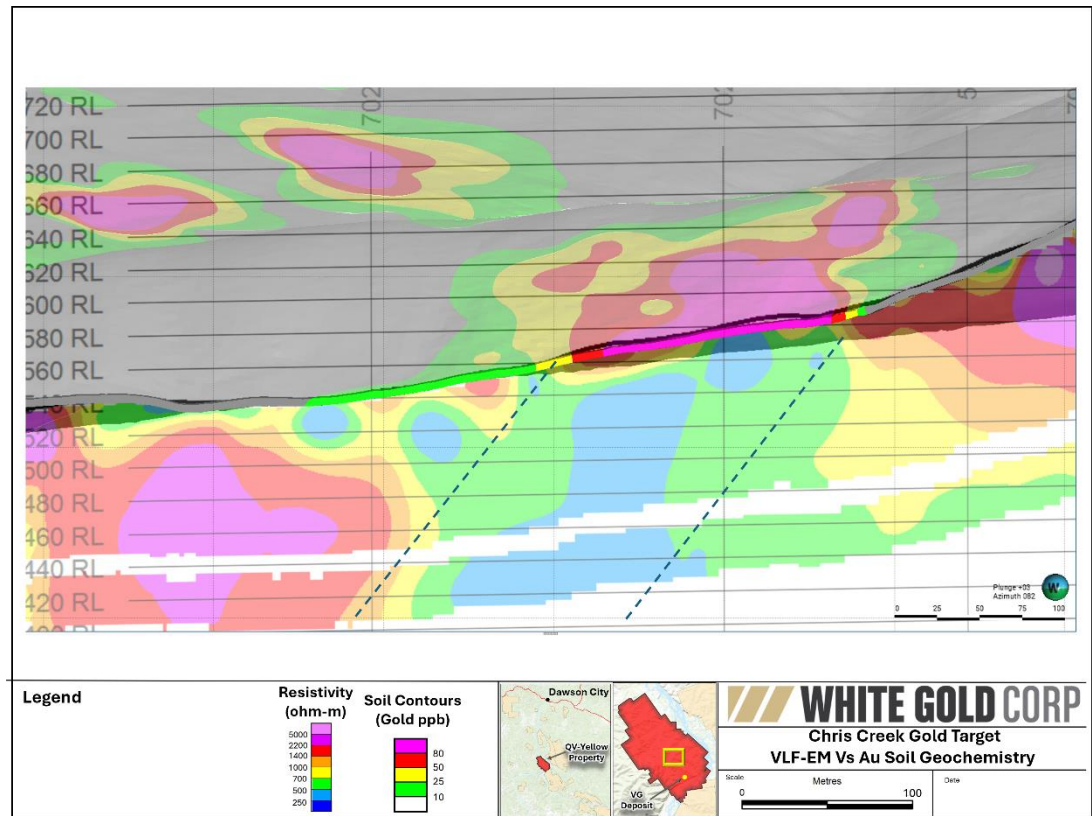 720 RL
700 RL
680 RL
660 RL
640 RL
620 RL
600 RL
580 RL
560 RL
520 RL
500 RL
480 RL
460 RL
440 RL
420 RL
702
702
5
Plunge +03
Azimuth 082
W
0 25 50 75 100
Legend
Resistivity
(ohm-m)
5000
2200
1400
1000
700
500
250
Soil Contours
(Gold ppb)
80
50
25
10
Dawson City
QV-Yellow
Property
VG
Deposit
WHITE GOLD CORP
Chris Creek Gold Target
VLF-EM Vs Au Soil Geochemistry
Scale
Metres
0 100
Date